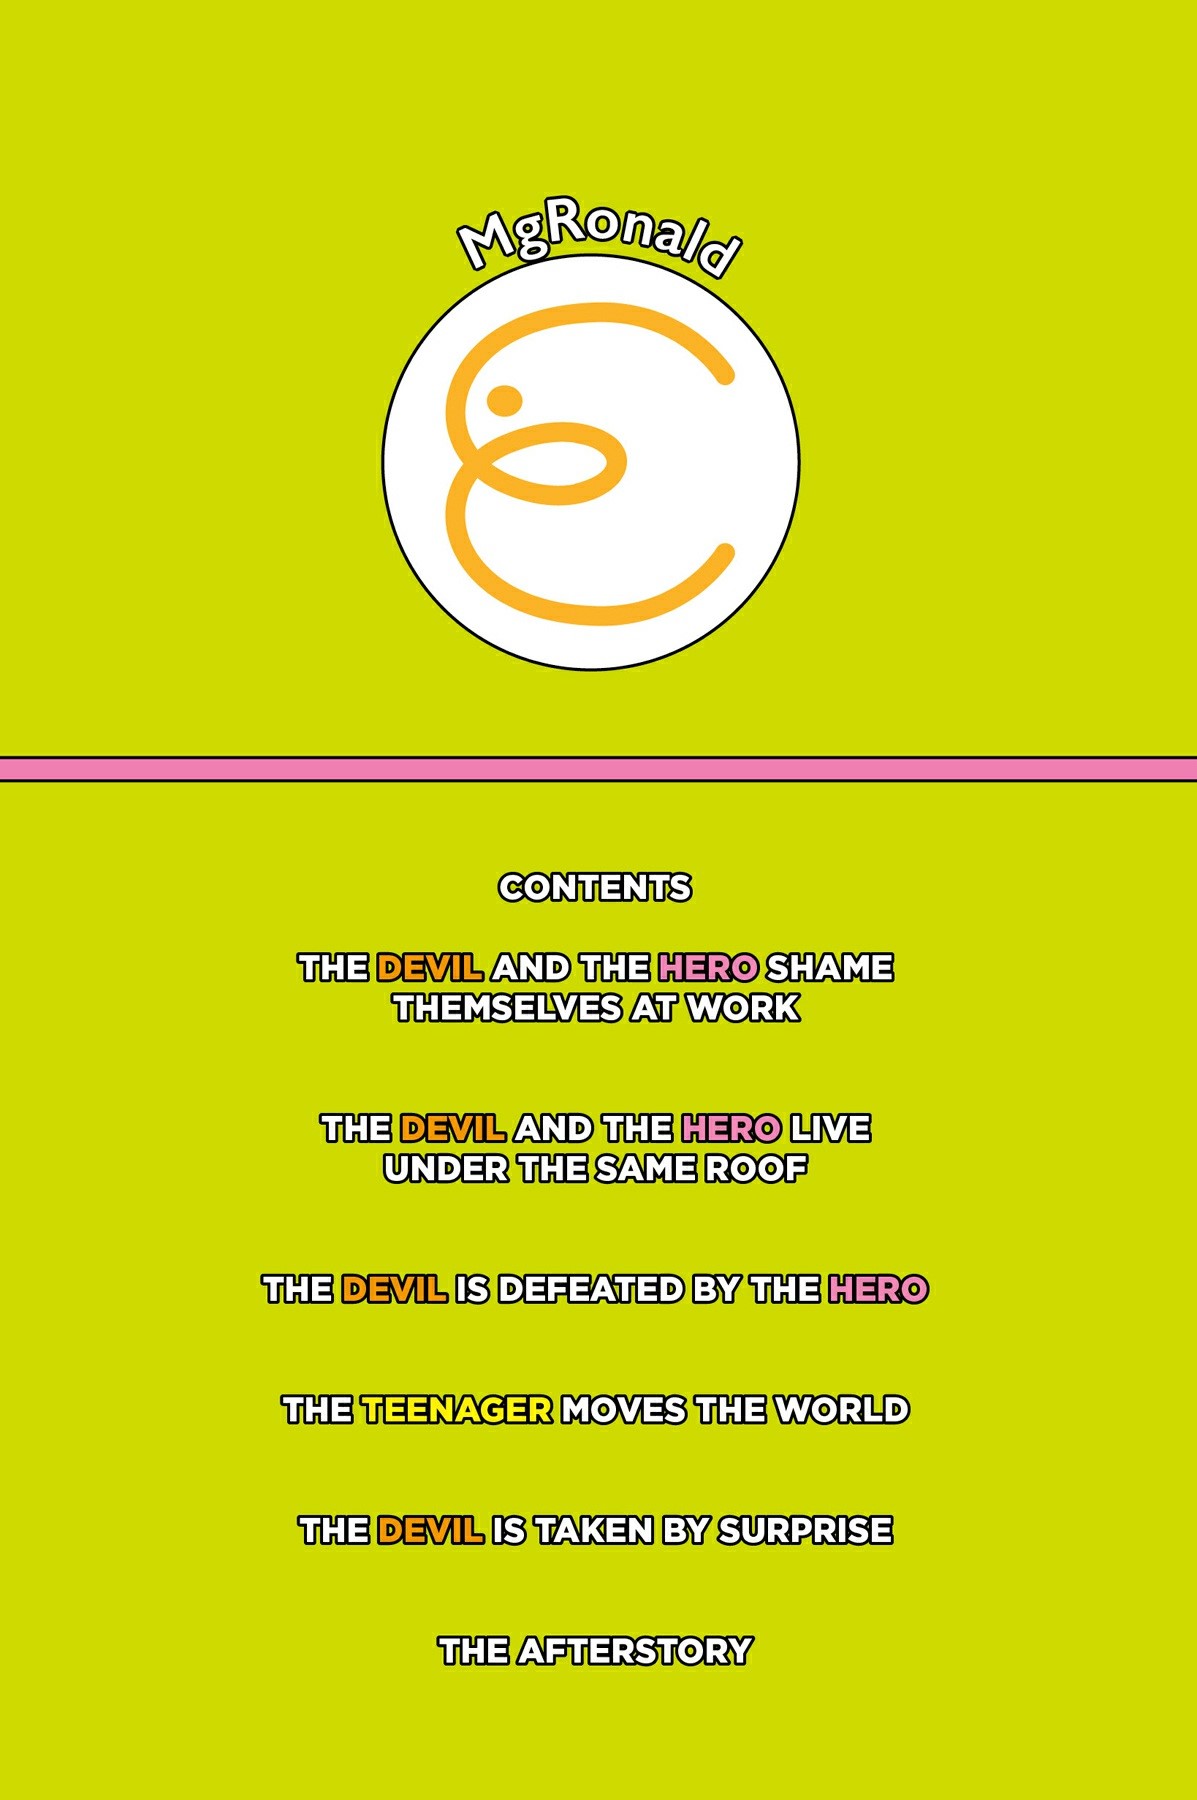 MgRonald
CONTENTS
THE DEVIL AND THE HERO SHAME
THEMSELVES AT WORK
THE DEVIL AND THE HERO LIVE
UNDER THE SAME ROOF
THE DEVIL IS DEFEATED BY THE HERO
THE TEENAGER MOVES THE WORLD
THE DEVIL IS TAKEN BY SURPRISE
THE AFTERSTORY